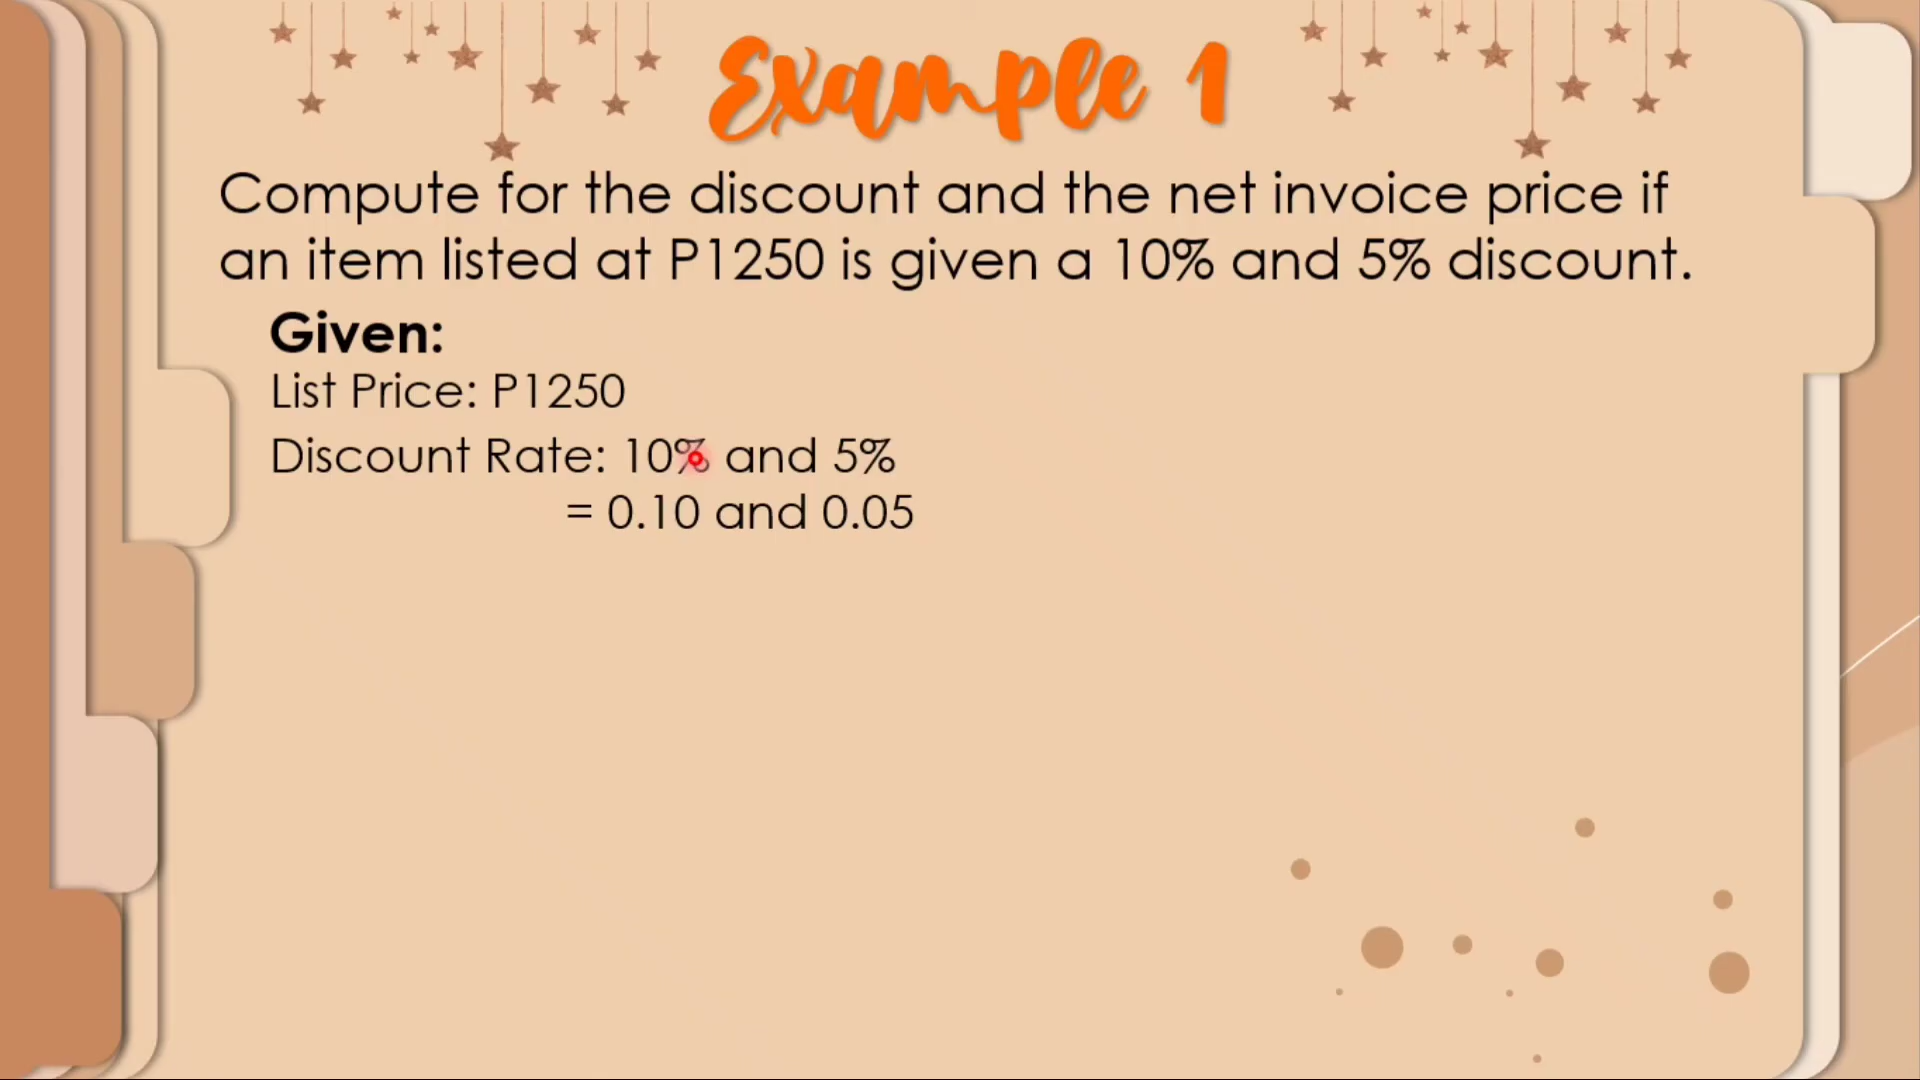 Example 1
Compute for the discount and the net invoice price if
an item listed at P1250 is given a 10% and 5% discount.
Given:
List Price: P1250
Discount Rate: 10% and 5%
= 0.10 and 0.05